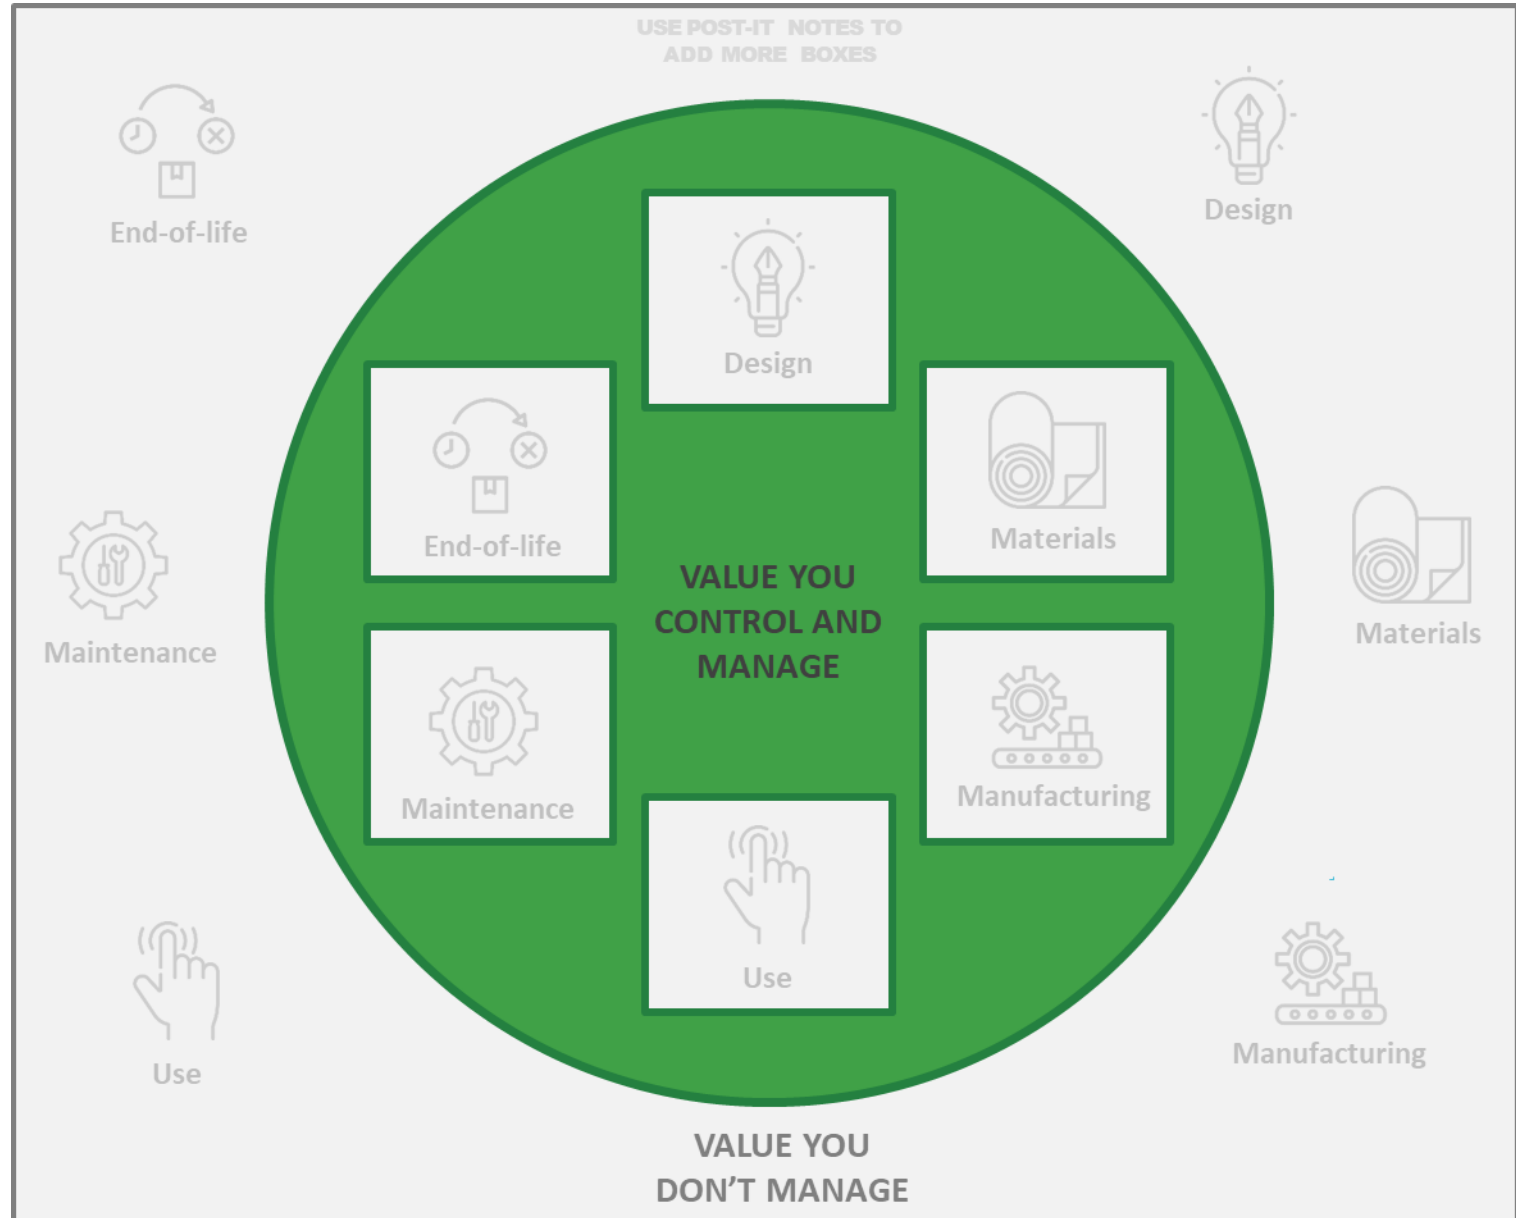 USE POST-IT NOTES TO
ADD MORE BOXES
End-of-life
Design
Design
End-of-life
Materials
VALUE YOU
CONTROL AND
MANAGE
Maintenance
Materials
Maintenance
Manufacturing
Use
Use
Manufacturing
VALUE YOU
DON'T MANAGE